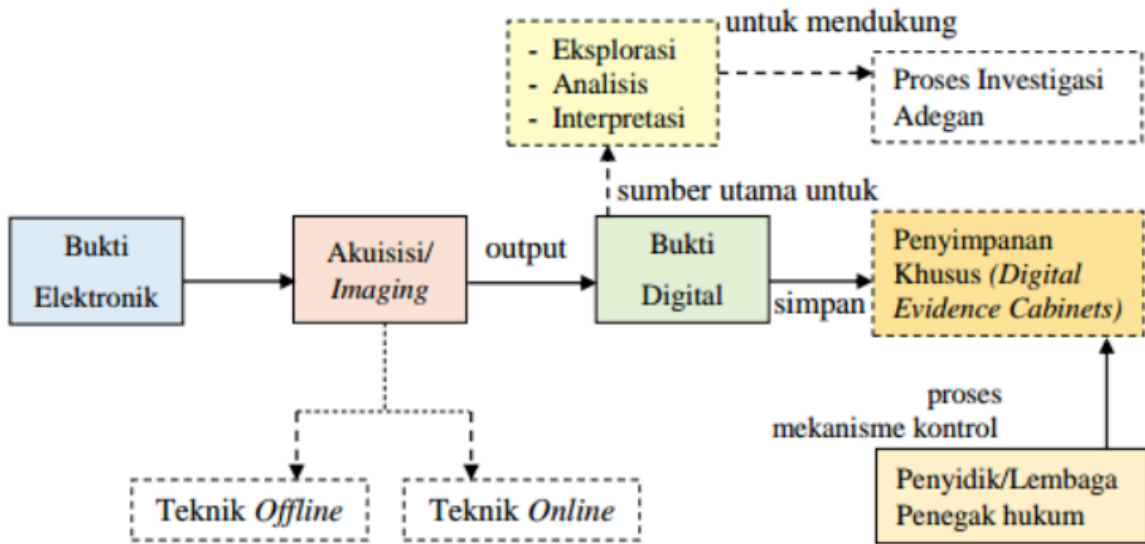 untuk mendukung
- Eksplorasi
- Analisis
- Interpretasi
Proses Investigasi
Adegan
sumber utama untuk
Bukti
Elektronik
Akuisisi/
Imaging
output
Bukti
Digital
simpan
Penyimpanan
Khusus (Digital
Evidence Cabinets)
proses
mekanisme kontrol
Teknik Offline
Teknik Online
Penyidik/Lembaga
Penegak hukum